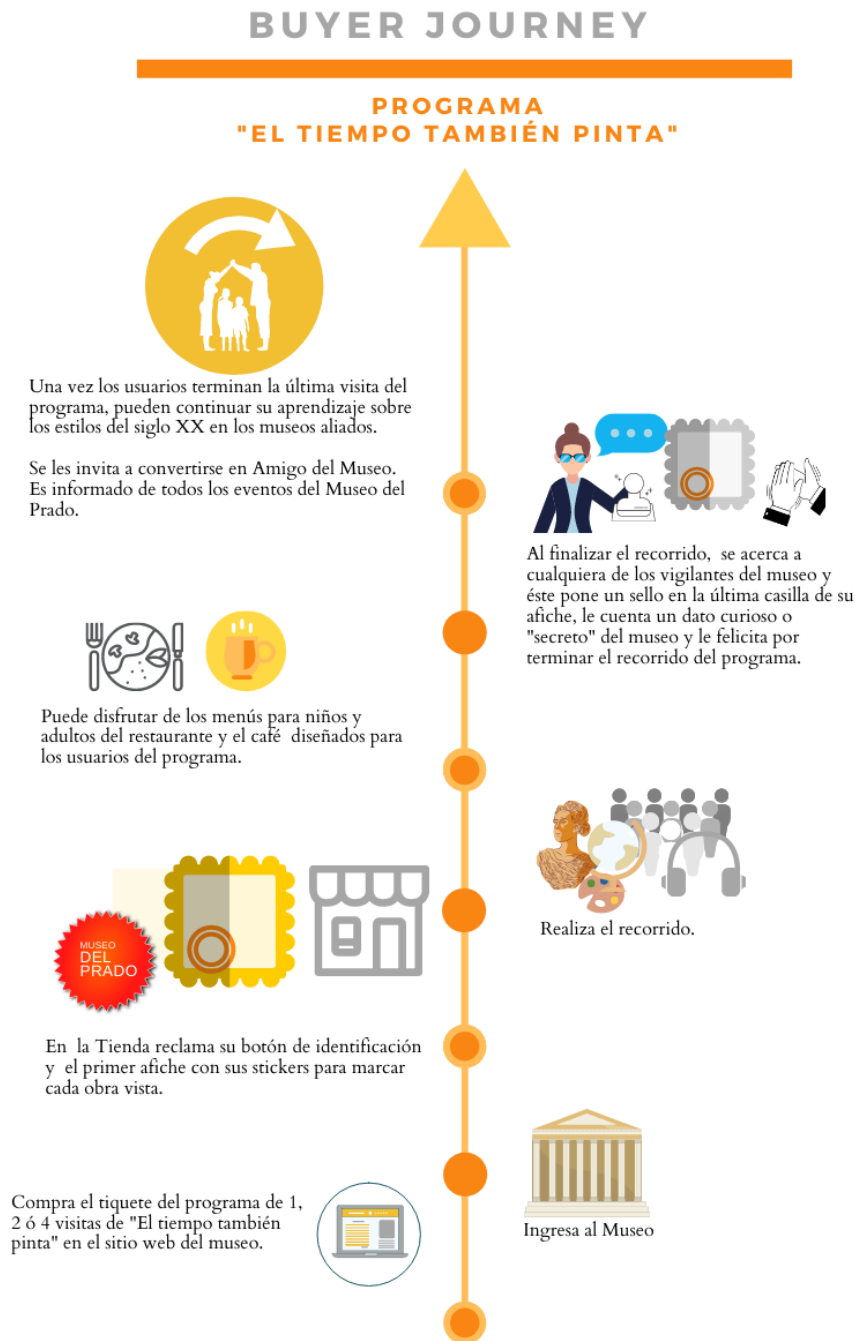 BUYER JOURNEY
PROGRAMA
"EL TIEMPO TAMBIÉN PINTA"
Una vez los usuarios terminan la última visita del
programa, pueden continuar su aprendizaje sobre
los estilos del siglo XX en los museos aliados.
Se les invita a convertirse en Amigo del Museo.
Es informado de todos los eventos del Museo del
Prado.
Al finalizar el recorrido, se acerca a
cualquiera de los vigilantes del museo y
éste pone un sello en la última casilla de su
afiche, le cuenta un dato curioso o
"secreto" del museo y le felicita por
terminar el recorrido del programa.
Puede disfrutar de los menús para niños y
adultos del restaurante y el café diseñados para
los usuarios del programa.
Realiza el recorrido.
MUSEO
DEL
PRADO
En la Tienda reclama su botón de identificación
y el primer afiche con sus stickers para marcar
cada obra vista.
Ingresa al Museo
Compra el tiquete del programa de 1,
2 ó 4 visitas de "El tiempo también
pinta" en el sitio web del museo.